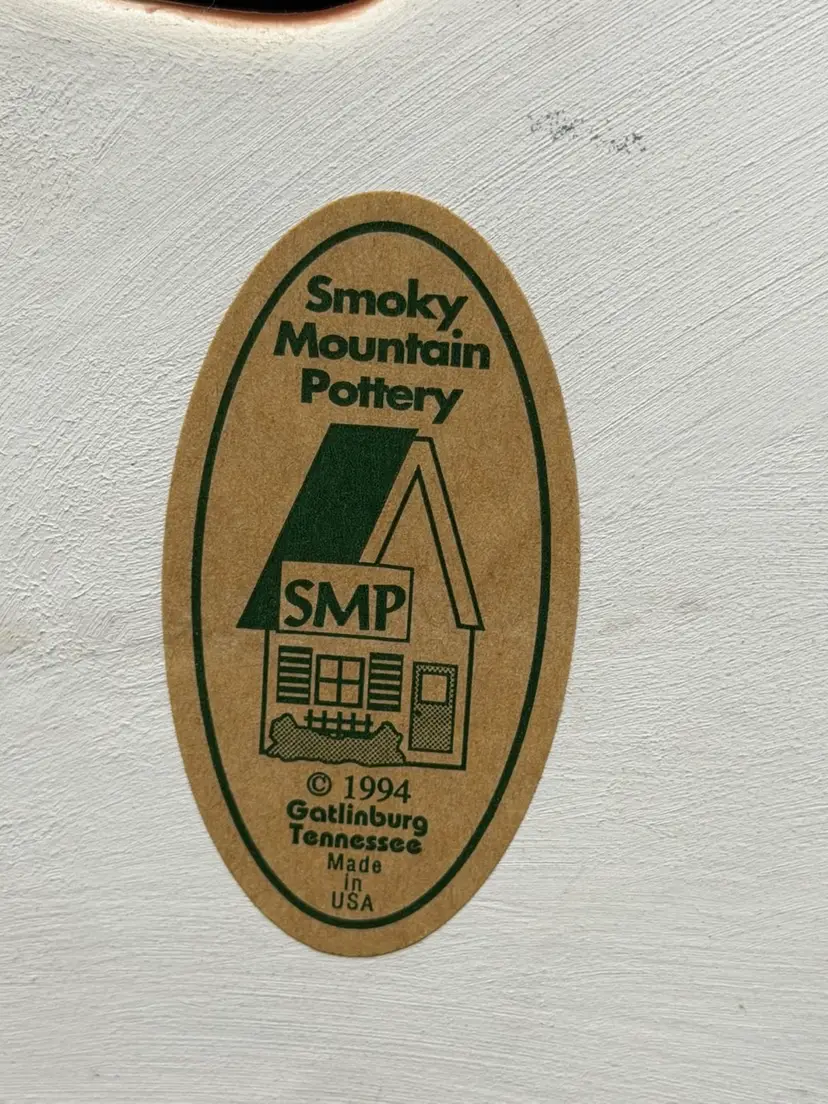 Smoky
Mountain
Pottery
SMP
© 1994
Gatlinburg
Tennessee
Made
in
USA